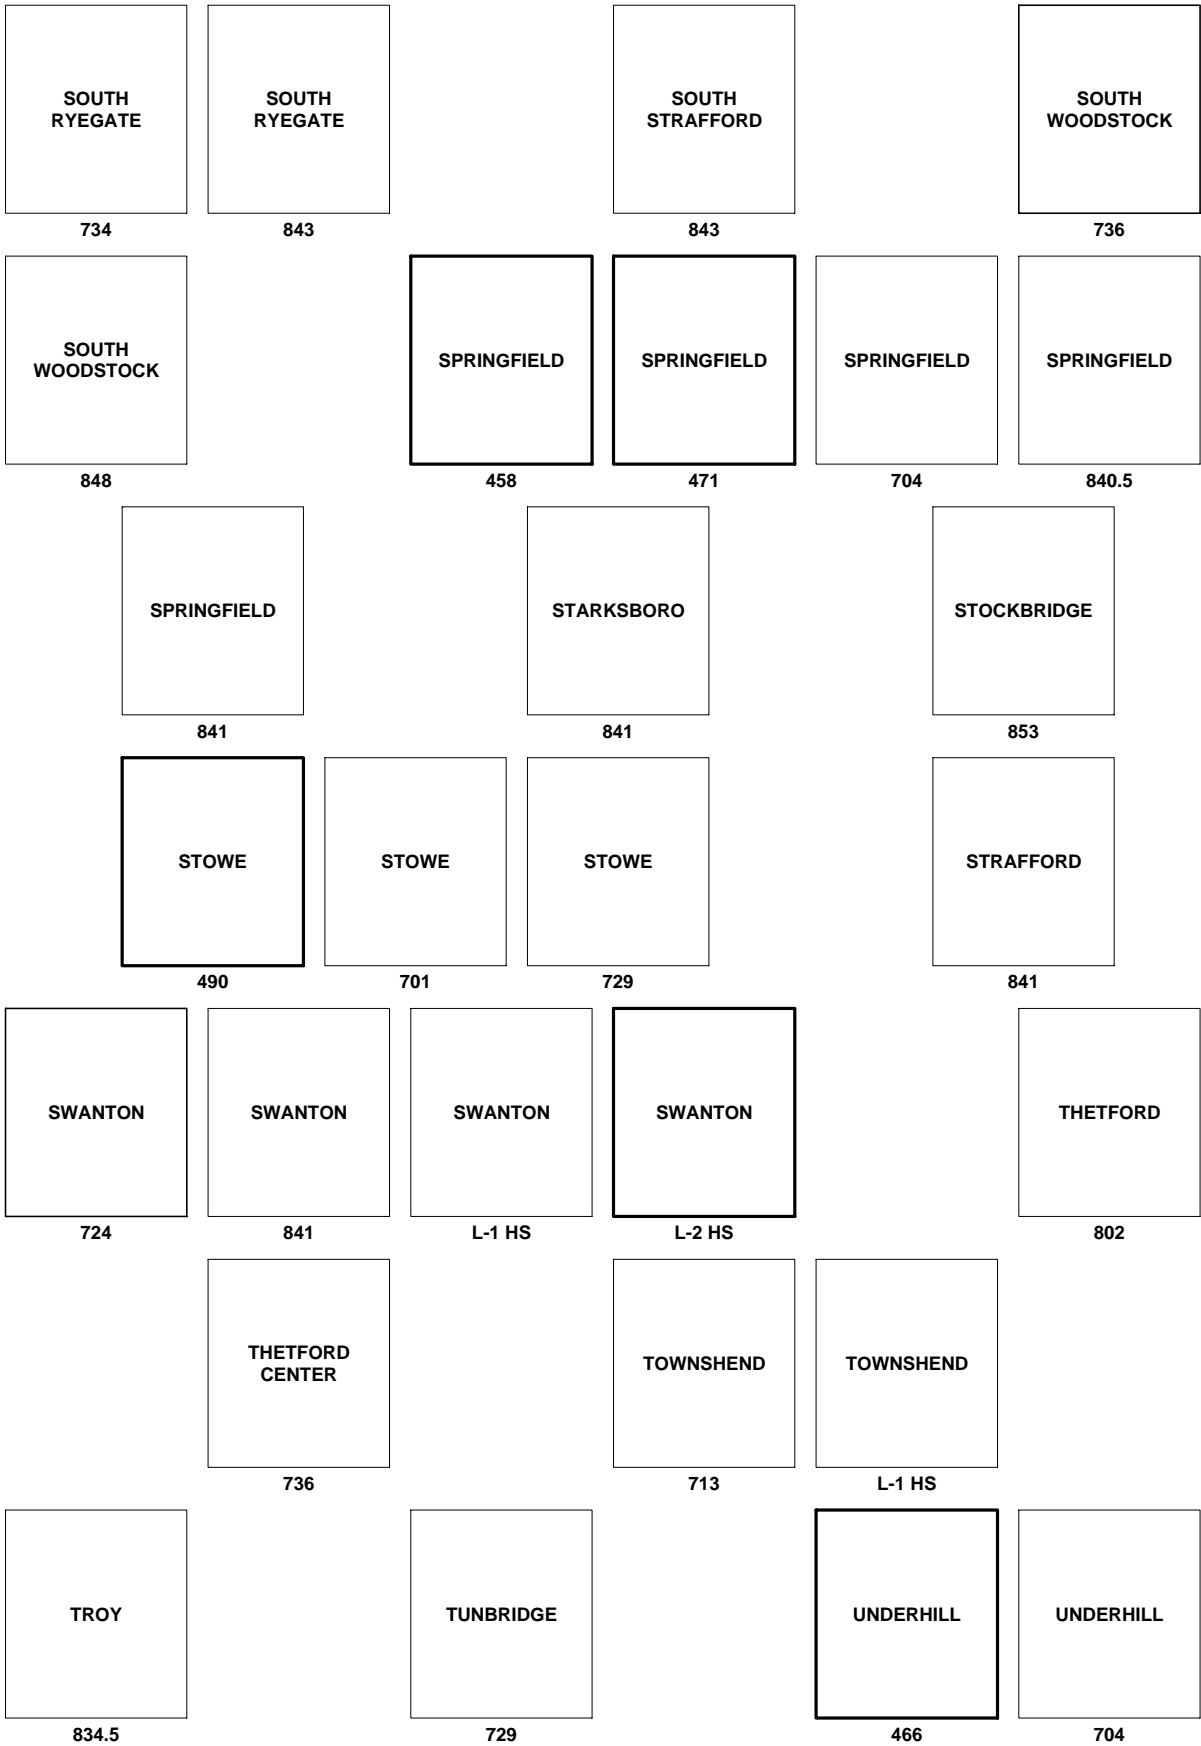 SOUTH
RYEGATE
734
SOUTH
RYEGATE
843
SOUTH
STRAFFORD
843
SOUTH
WOODSTOCK
736
SOUTH
WOODSTOCK
848
SPRINGFIELD
458
SPRINGFIELD
471
SPRINGFIELD
704
SPRINGFIELD
840.5
SPRINGFIELD
841
STARKSBORO
841
STOCKBRIDGE
853
STOWE
490
STOWE
701
STOWE
729
STRAFFORD
841
SWANTON
724
SWANTON
841
SWANTON
L-1 HS
SWANTON
L-2 HS
THETFORD
802
THETFORD
CENTER
736
TOWNSHEND
713
TOWNSHEND
L-1 HS
TROY
834.5
TUNBRIDGE
729
UNDERHILL
466
UNDERHILL
704